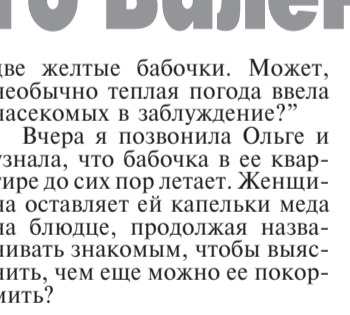 две желтые бабочки. Может,
необычно теплая погода ввела
насекомых в заблуждение?”
Вчера я позвонила Ольге и
узнала, что бабочка в ее квар-
тире до сих пор летает. Женщи-
на оставляет ей капельки меда
на блюдце, продолжая назва-
нивать знакомым, чтобы выяс-
нить, чем еще можно ее покор-
мить?